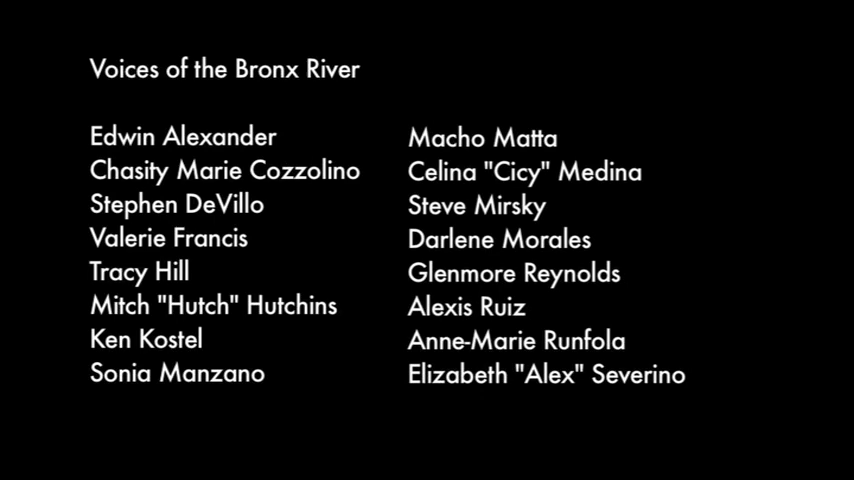 Voices of the Bronx River
Edwin Alexander
Chasity Marie Cozzolino
Stephen DeVillo
Valerie Francis
Tracy Hill
Mitch "Hutch" Hutchins
Ken Kostel
Sonia Manzano
Macho Matta
Celina "Cicy" Medina
Steve Mirsky
Darlene Morales
Glenmore Reynolds
Alexis Ruiz
Anne-Marie Runfola
Elizabeth "Alex" Severino